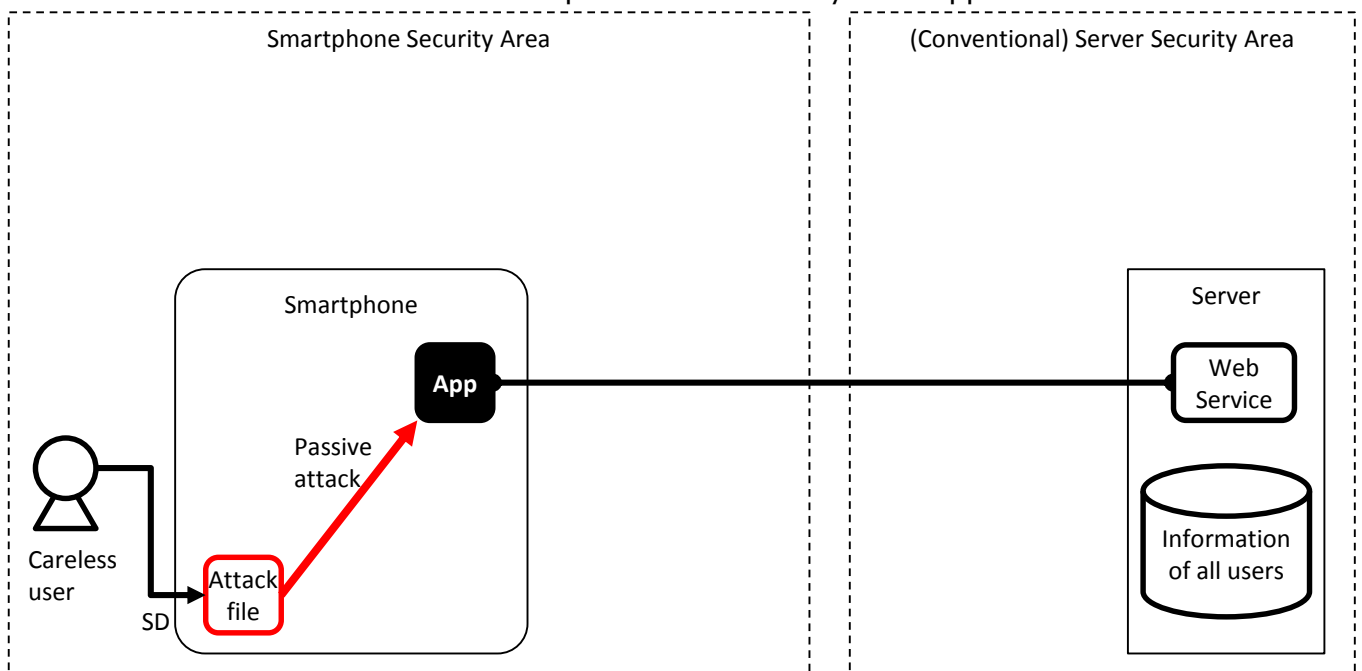 Smartphone Security Area
(Conventional) Server Security Area
Smartphone
Server
App
Web
Service
Passive
attack
Careless
user
SD
Attack
file
Information
of all users